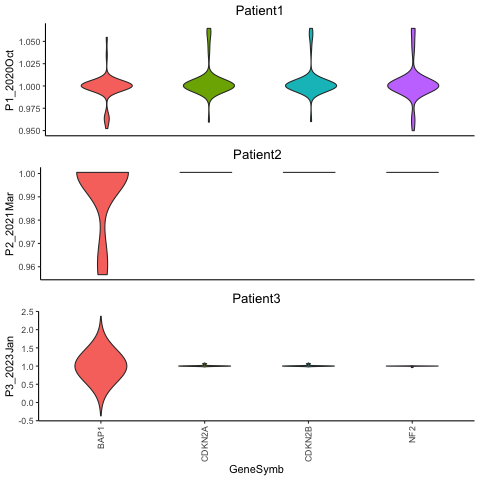 Patient1
P1_2020Oct
1.050
1.025
1.000
0.975
0.950
Patient2
P2_2021Mar
1.00
0.99
0.98
0.97
0.96
Patient3
P3_2023Jan
2.5
2.0
1.5
1.0
0.5
0.0
-0.5
BAP1
CDKN2A
CDKN2B
NF2
GeneSymb